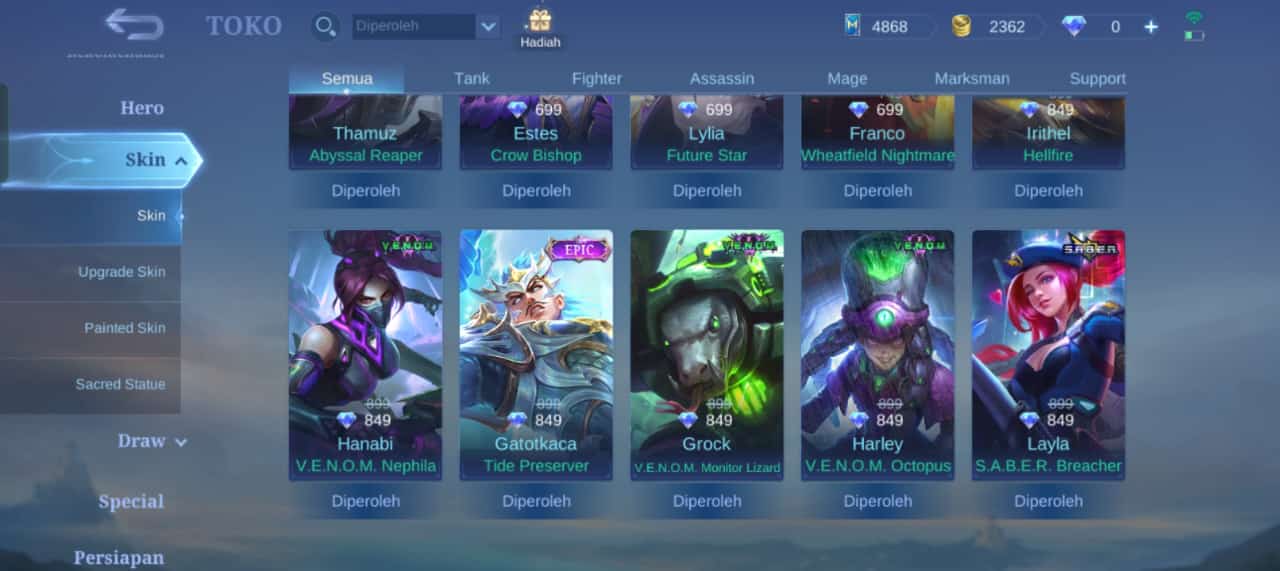 TOKO
Diperoleh
Hadiah
4868
2362
0
Semua
Tank
Fighter
Assassin
Mage
Marksman
Support
Hero
Skin
Skin
Upgrade Skin
Painted Skin
Sacred Statue
Draw
Special
Persiapan
699
Thamuz
Abyssal Reaper
Diperoleh
699
Estes
Crow Bishop
Diperoleh
699
Lylia
Future Star
Diperoleh
699
Franco
Wheatfield Nightmare
Diperoleh
899
849
Irithel
Hellfire
Diperoleh
V.E.N.O.M
899
849
Hanabi
V.E.N.O.M. Nephila
Diperoleh
EPIC
899
849
Gatotkaca
Tide Preserver
Diperoleh
V.E.N.O.M
899
849
Grock
V.E.N.O.M. Monitor Lizard
Diperoleh
V.E.N.O.M
899
849
Harley
V.E.N.O.M. Octopus
Diperoleh
S.A.B.E.R.
899
849
Layla
S.A.B.E.R. Breacher
Diperoleh